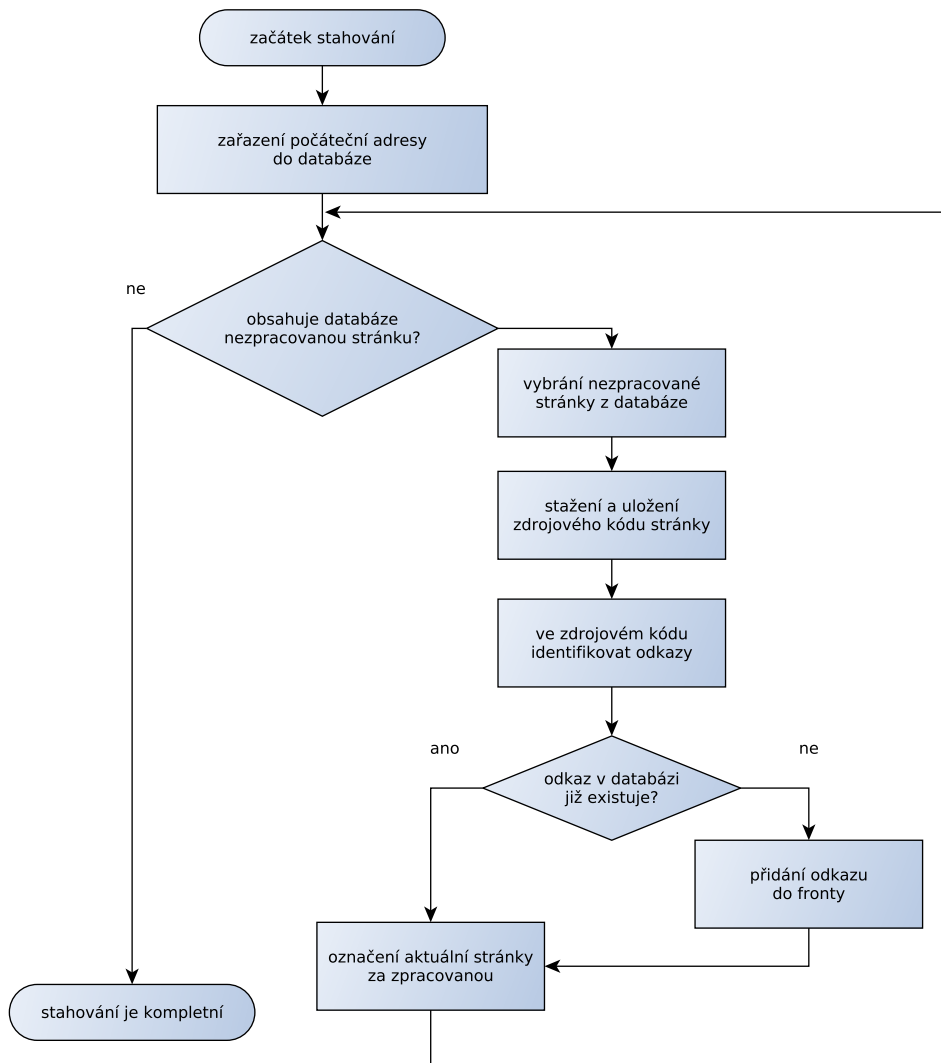 začátek stahování
zařazení počáteční adresy
do databáze
ne
obsahuje databáze
nezpracovanou stránku?
vybrání nezpracované
stránky z databáze
stažení a uložení
zdrojového kódu stránky
ve zdrojovém kódu
identifikovat odkazy
ano
ne
odkaz v databázi
již existuje?
přidání odkazu
do fronty
označení aktuální stránky
za zpracovanou
stahování je kompletní